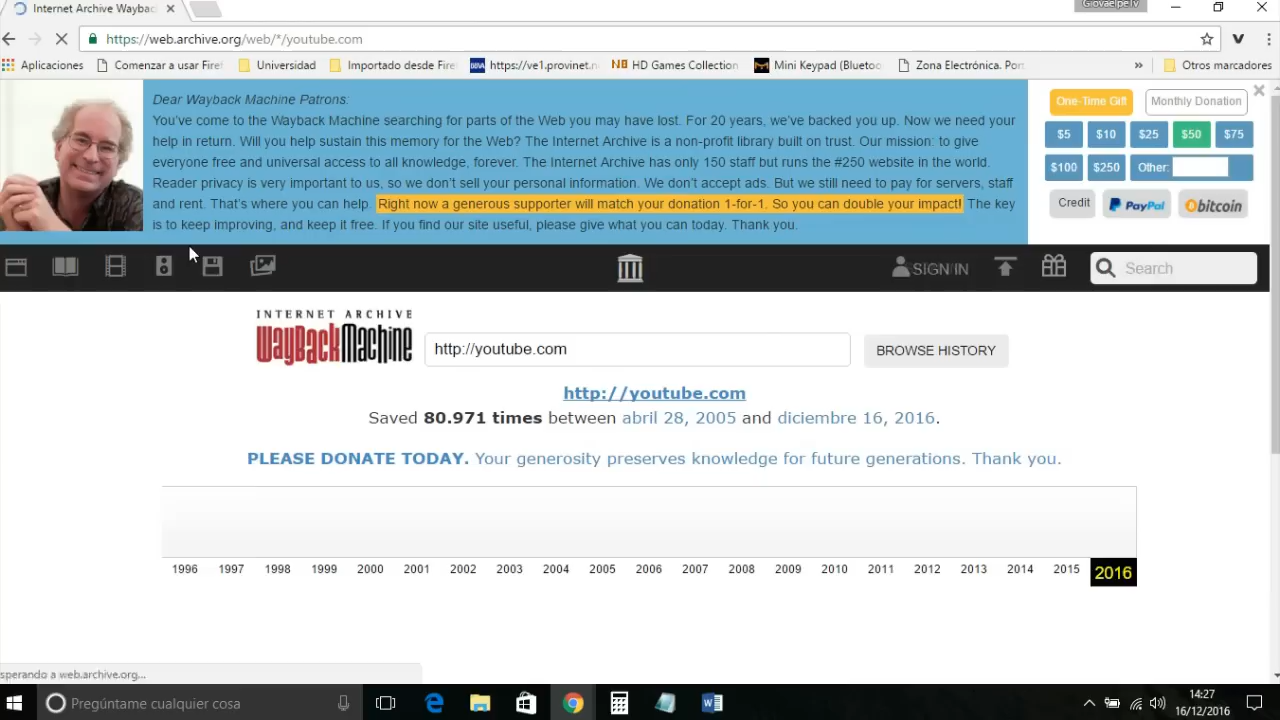 Internet Archive Wayba
GiovaelpeTv
https://web.archive.org/web/*/youtube.com
Aplicaciones
Comenzar a usar Firef
Universidad
Importado desde Firef
BBVA
https://ve1.provinet.n
HD Games Collection
Mini Keypad (Bluetoo
Zona Electrónica. Por
»
Otros marcadores
Dear Wayback Machine Patrons:
You've come to the Wayback Machine searching for parts of the Web you may have lost. For 20 years, we've backed you up. Now we need your
help in return. Will you help sustain this memory for the Web? The Internet Archive is a non-profit library built on trust. Our mission: to give
everyone free and universal access to all knowledge, forever. The Internet Archive has only 150 staff but runs the #250 website in the world.
Reader privacy is very important to us, so we don't sell your personal information. We don't accept ads. But we still need to pay for servers, staff
and rent. That's where you can help. Right now a generous supporter will match your donation 1-for-1. So you can double your impact! The key
is to keep improving, and keep it free. If you find our site useful, please give what you can today. Thank you.
One-Time Gift
Monthly Donation
$5 $10 $25 $50 $75
$100 $250 Other:
Credit
PayPal
bitcoin
SIGN IN
Search
INTERNET ARCHIVE
WayBackMachine
http://youtube.com
BROWSE HISTORY
http://youtube.com
Saved 80.971 times between abril 28, 2005 and diciembre 16, 2016.
PLEASE DONATE TODAY. Your generosity preserves knowledge for future generations. Thank you.
1996 1997 1998 1999 2000 2001 2002 2003 2004 2005 2006 2007 2008 2009 2010 2011 2012 2013 2014 2015 2016
sperando a web.archive.org...
Pregúntame cualquier cosa
14:27
16/12/2016